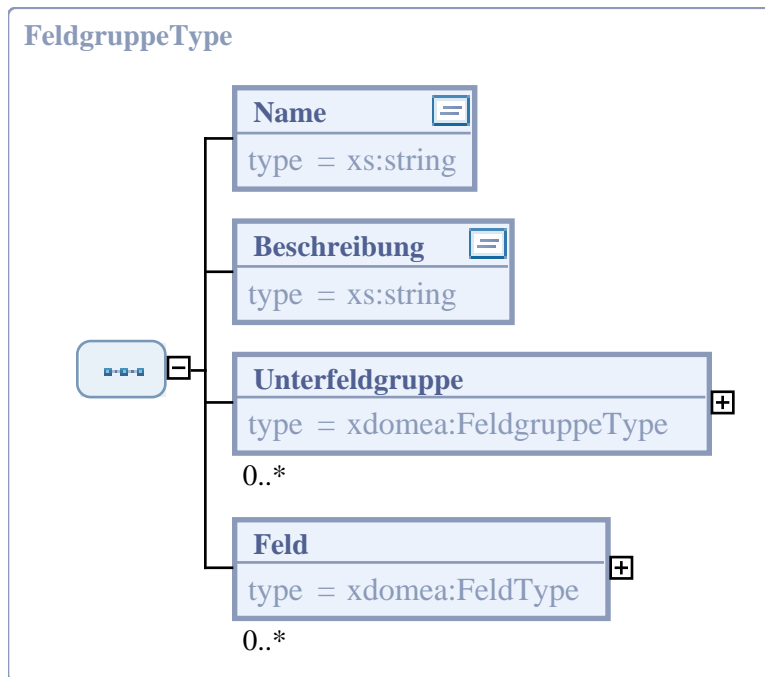 FeldgruppeType
Name
type = xs:string
Beschreibung
type = xs:string
Unterfeldgruppe
type = xdomea:FeldgruppeType
0..*
Feld
type = xdomea:FeldType
0..*